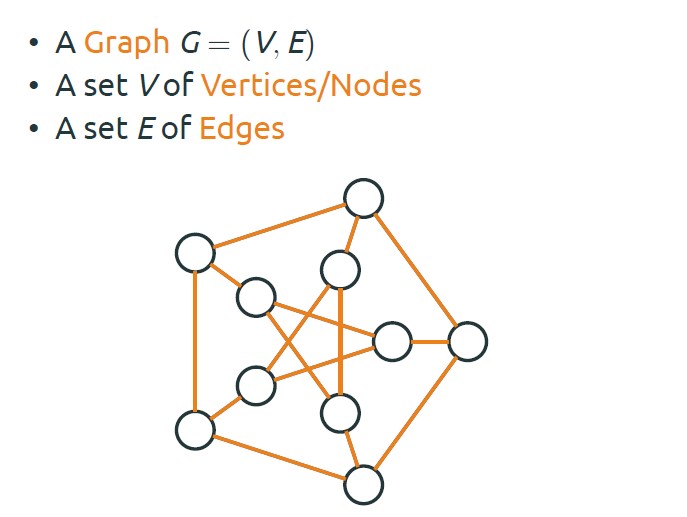 • A Graph G = (V, E)
• A set V of Vertices/Nodes
• A set E of Edges